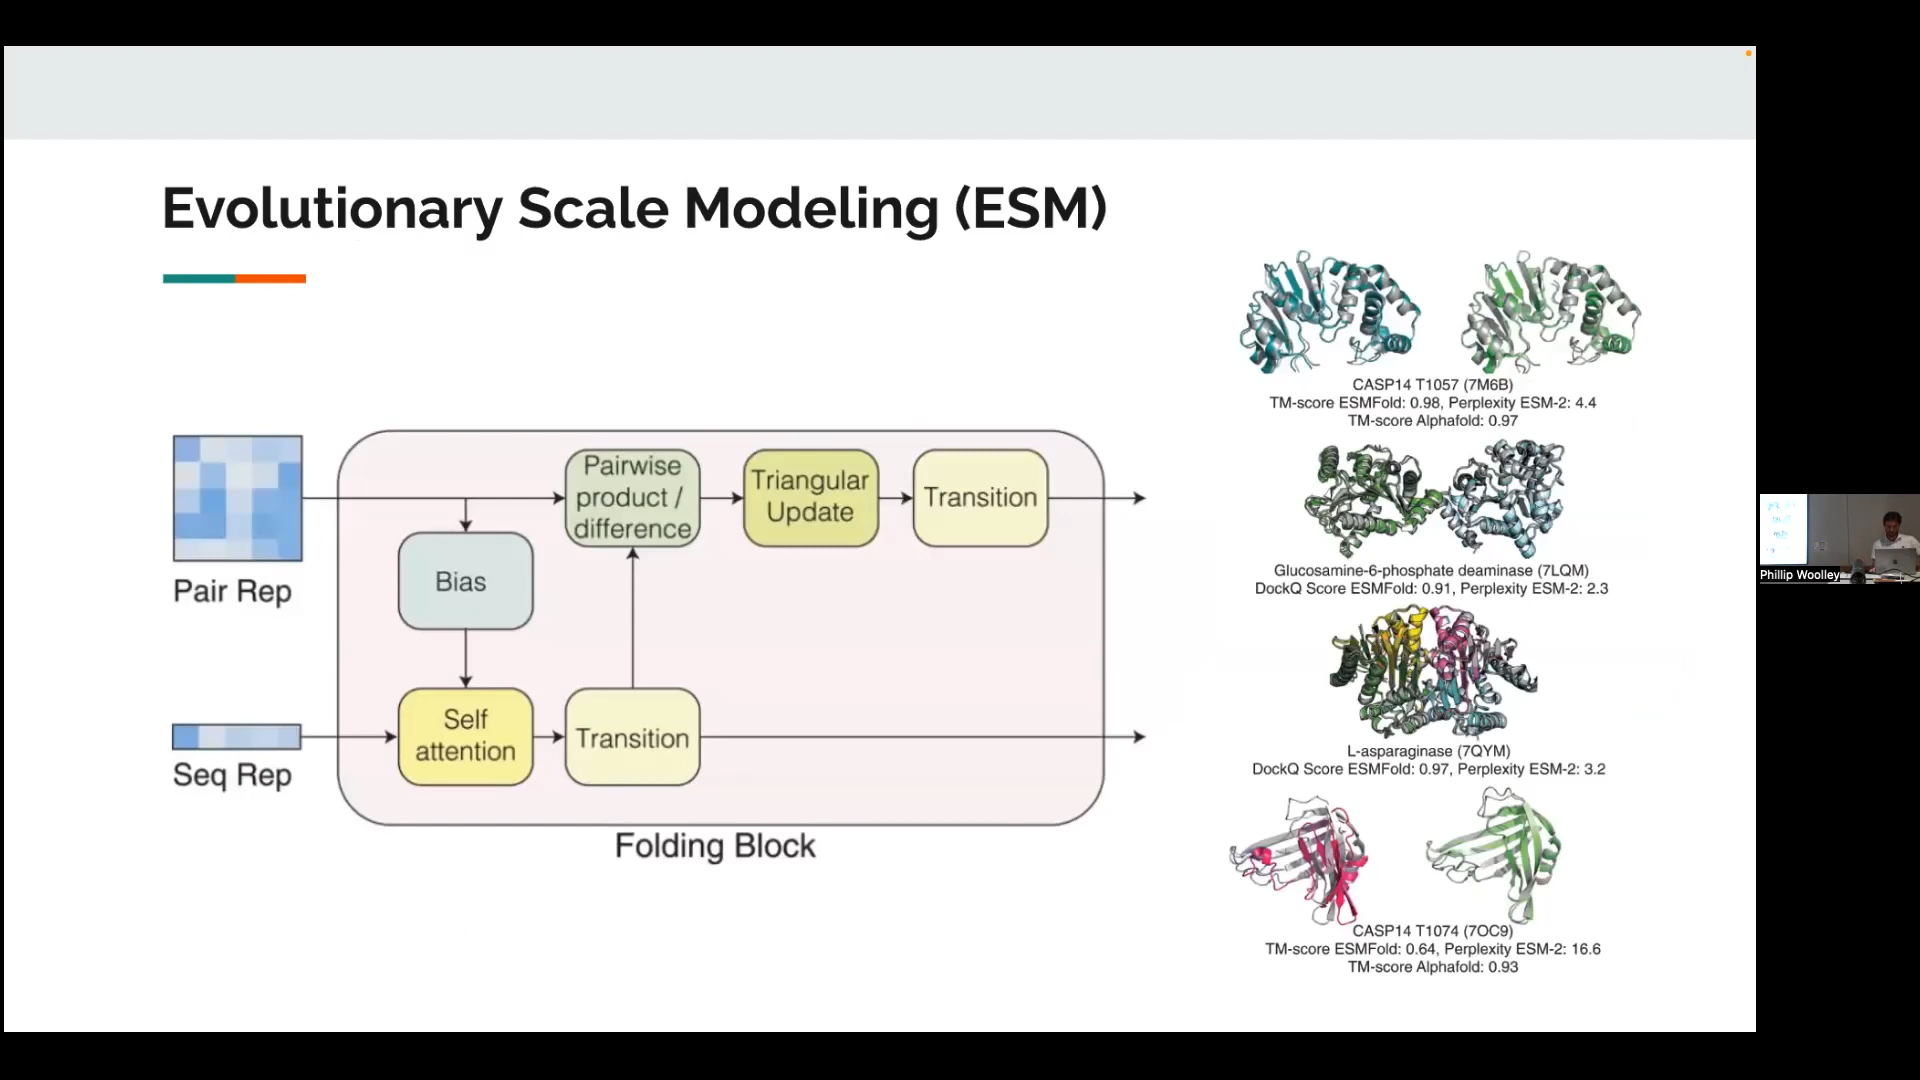 Evolutionary Scale Modeling (ESM)
Pair Rep
Seq Rep
Bias
Self
attention
Transition
Pairwise
product /
difference
Triangular
Update
Transition
Folding Block
CASP14 T1057 (7M6B)
TM-score ESMFold: 0.98, Perplexity ESM-2: 4.4
TM-score Alphafold: 0.97
Glucosamine-6-phosphate deaminase (7LQM)
DockQ Score ESMFold: 0.91, Perplexity ESM-2: 2.3
L-asparaginase (7QYM)
DockQ Score ESMFold: 0.97, Perplexity ESM-2: 3.2
CASP14 T1074 (7OC9)
TM-score ESMFold: 0.64, Perplexity ESM-2: 16.6
TM-score Alphafold: 0.93
Phillip Woolley